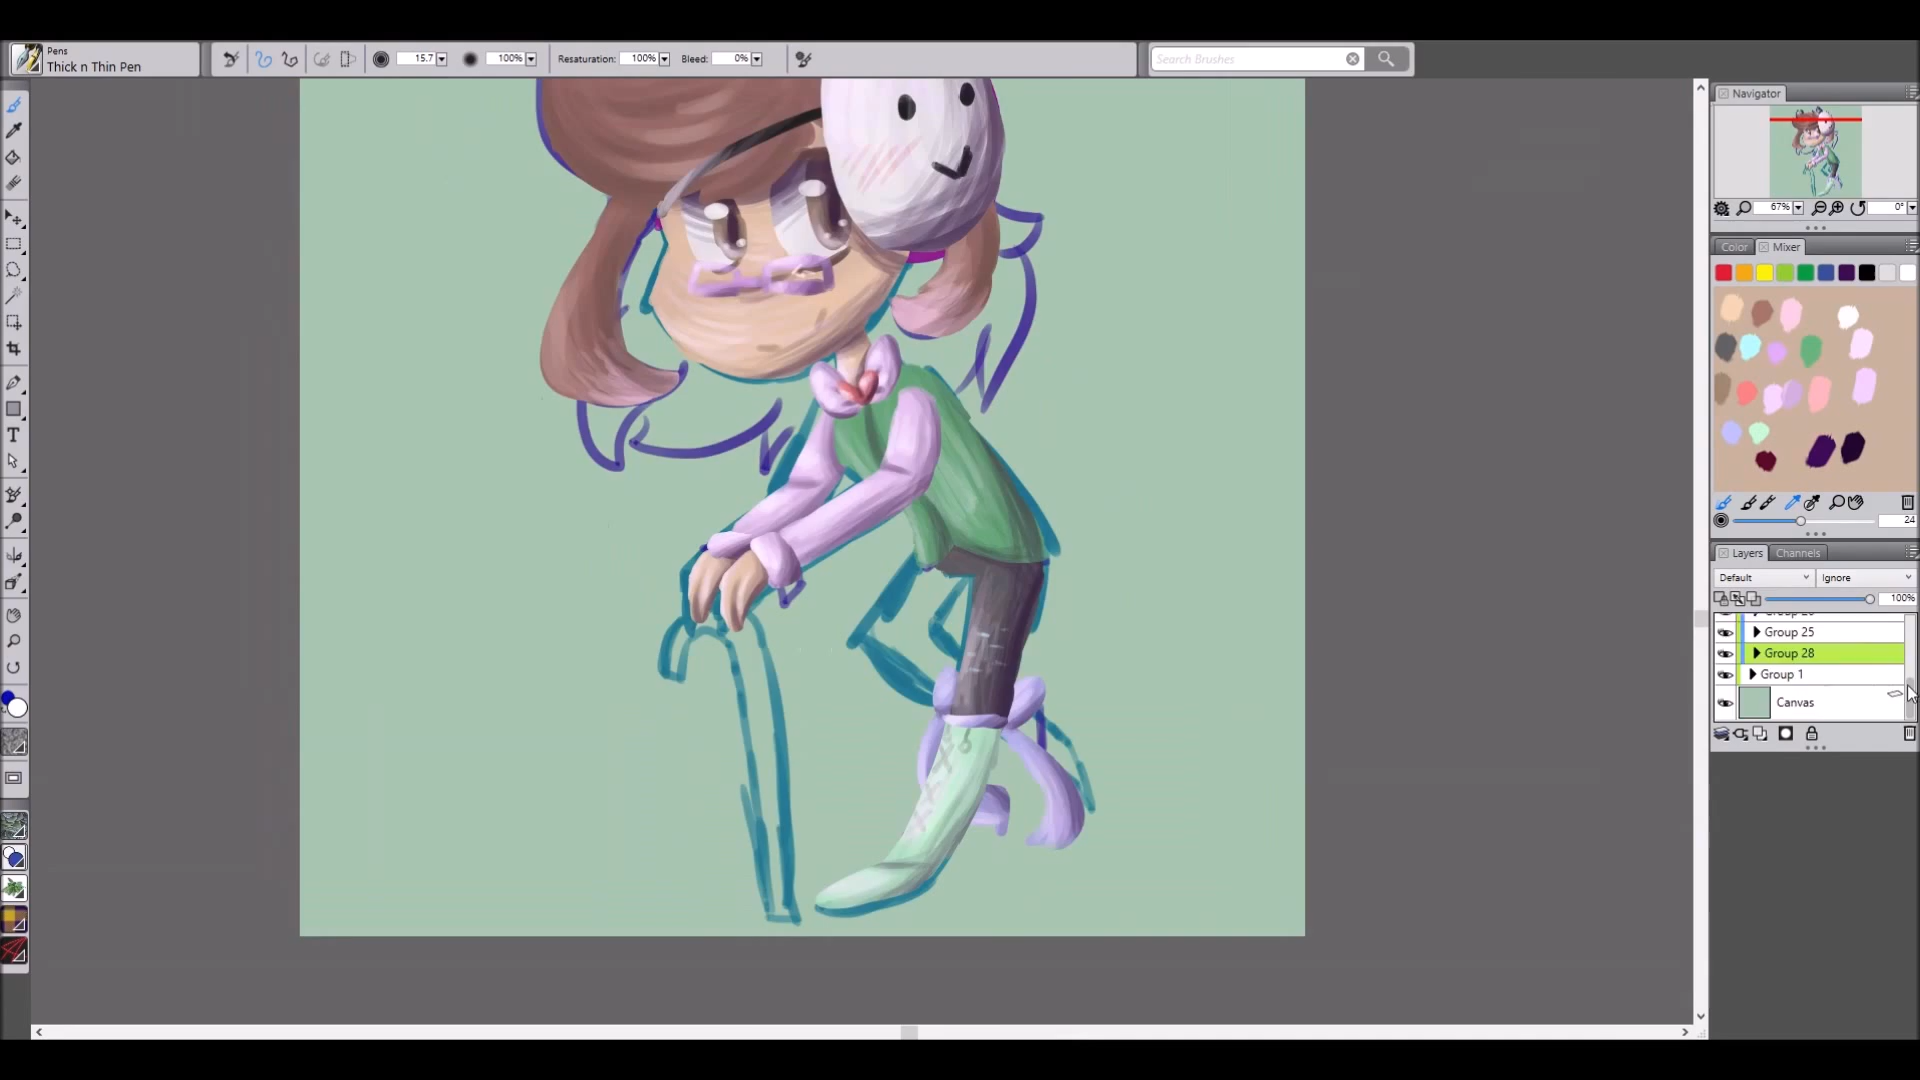 Pens
Thick n Thin Pen
15.7
100%
Resaturation: 100%
Bleed: 0%
Search Brushes
Navigator
67%
0°
Color
Mixer
24
Layers
Channels
Default
Ignore
100%
Group 25
Group 28
Group 1
Canvas